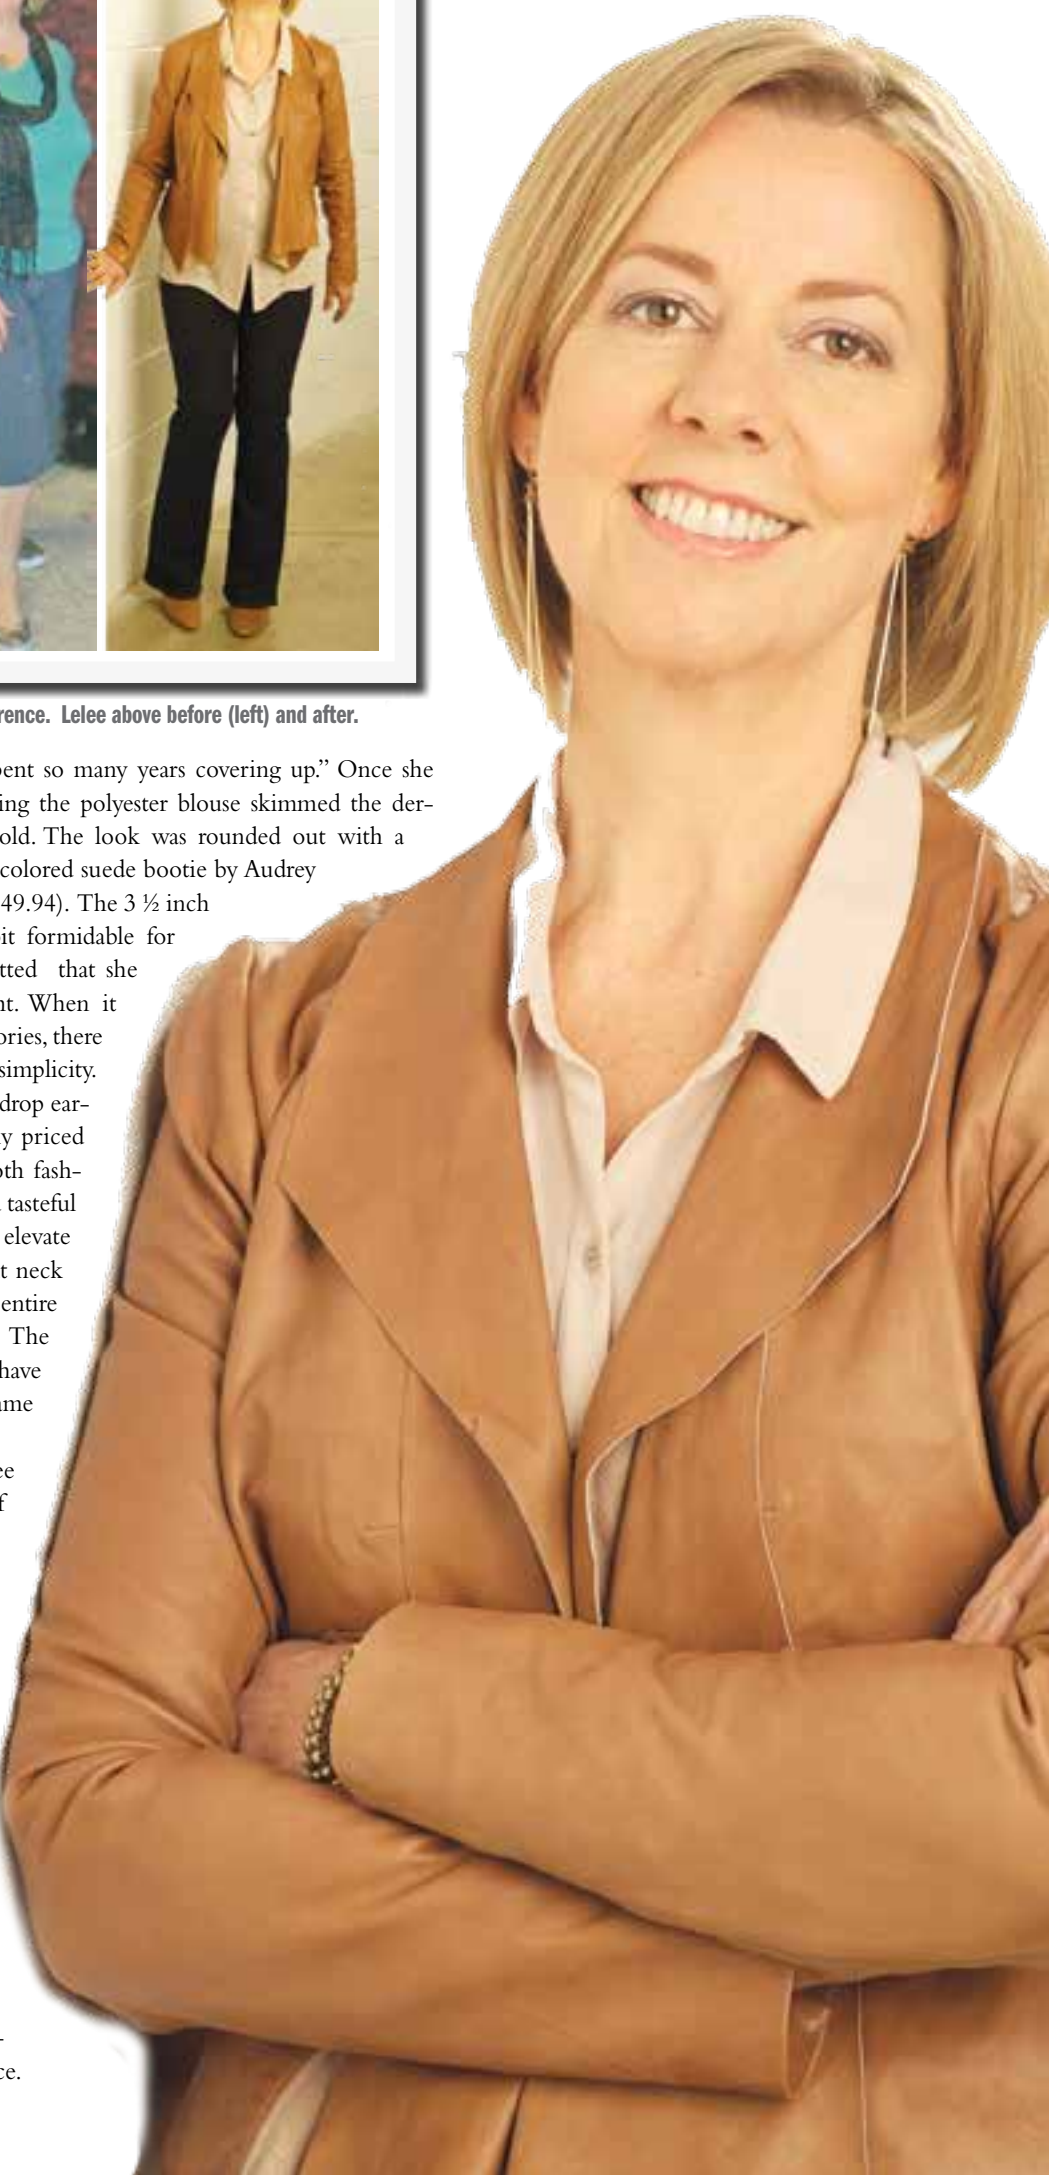 rence. Lelee above before (left) and after.
pent so many years covering up.” Once she
ing the polyester blouse skimmed the der-
old. The look was rounded out with a
colored suede bootie by Audrey
49.94). The 3 ½ inch
it formidable for
tted that she
nt. When it
ories, there
simplicity.
drop ear-
y priced
oth fash-
tasteful
elevate
t neck
entire
The
have
ame
ee
f
-
ce.